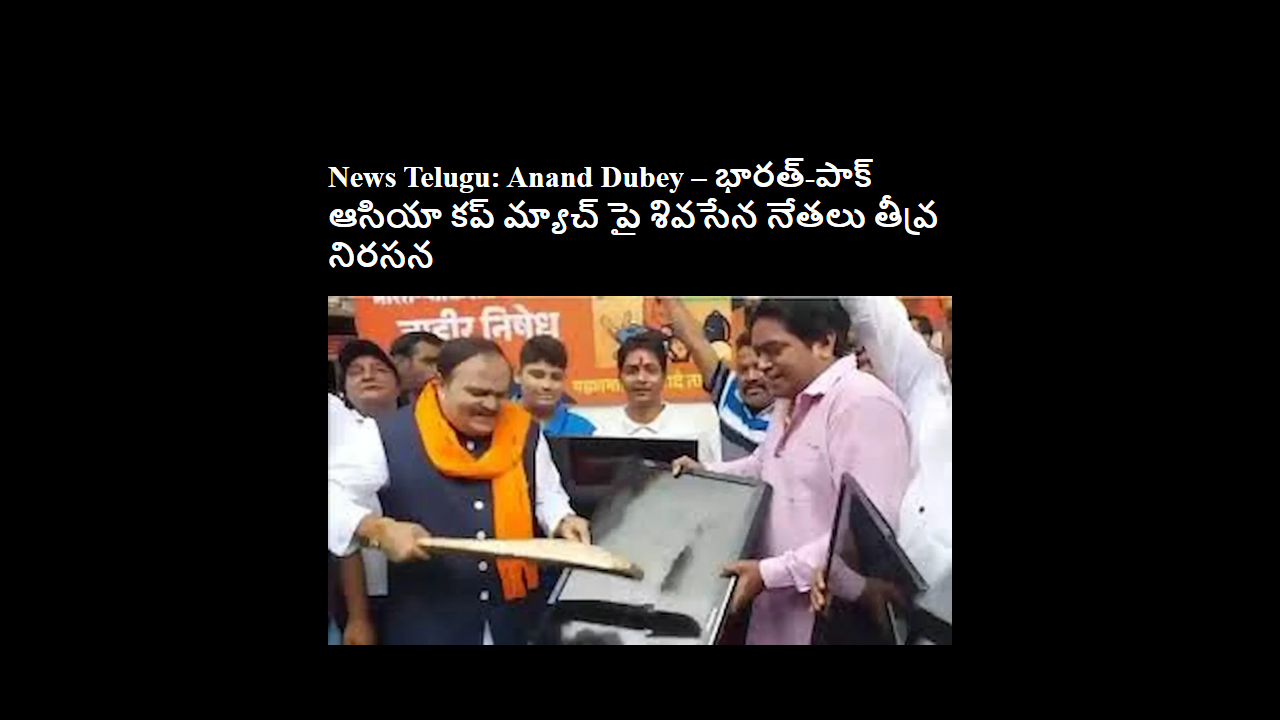 News Telugu: Anand Dubey – భారత్-పాక్
ఆసియా కప్ మ్యాచ్ పై శివసేన నేతలు తీవ్ర
నిరసన
जाहीर निषेध